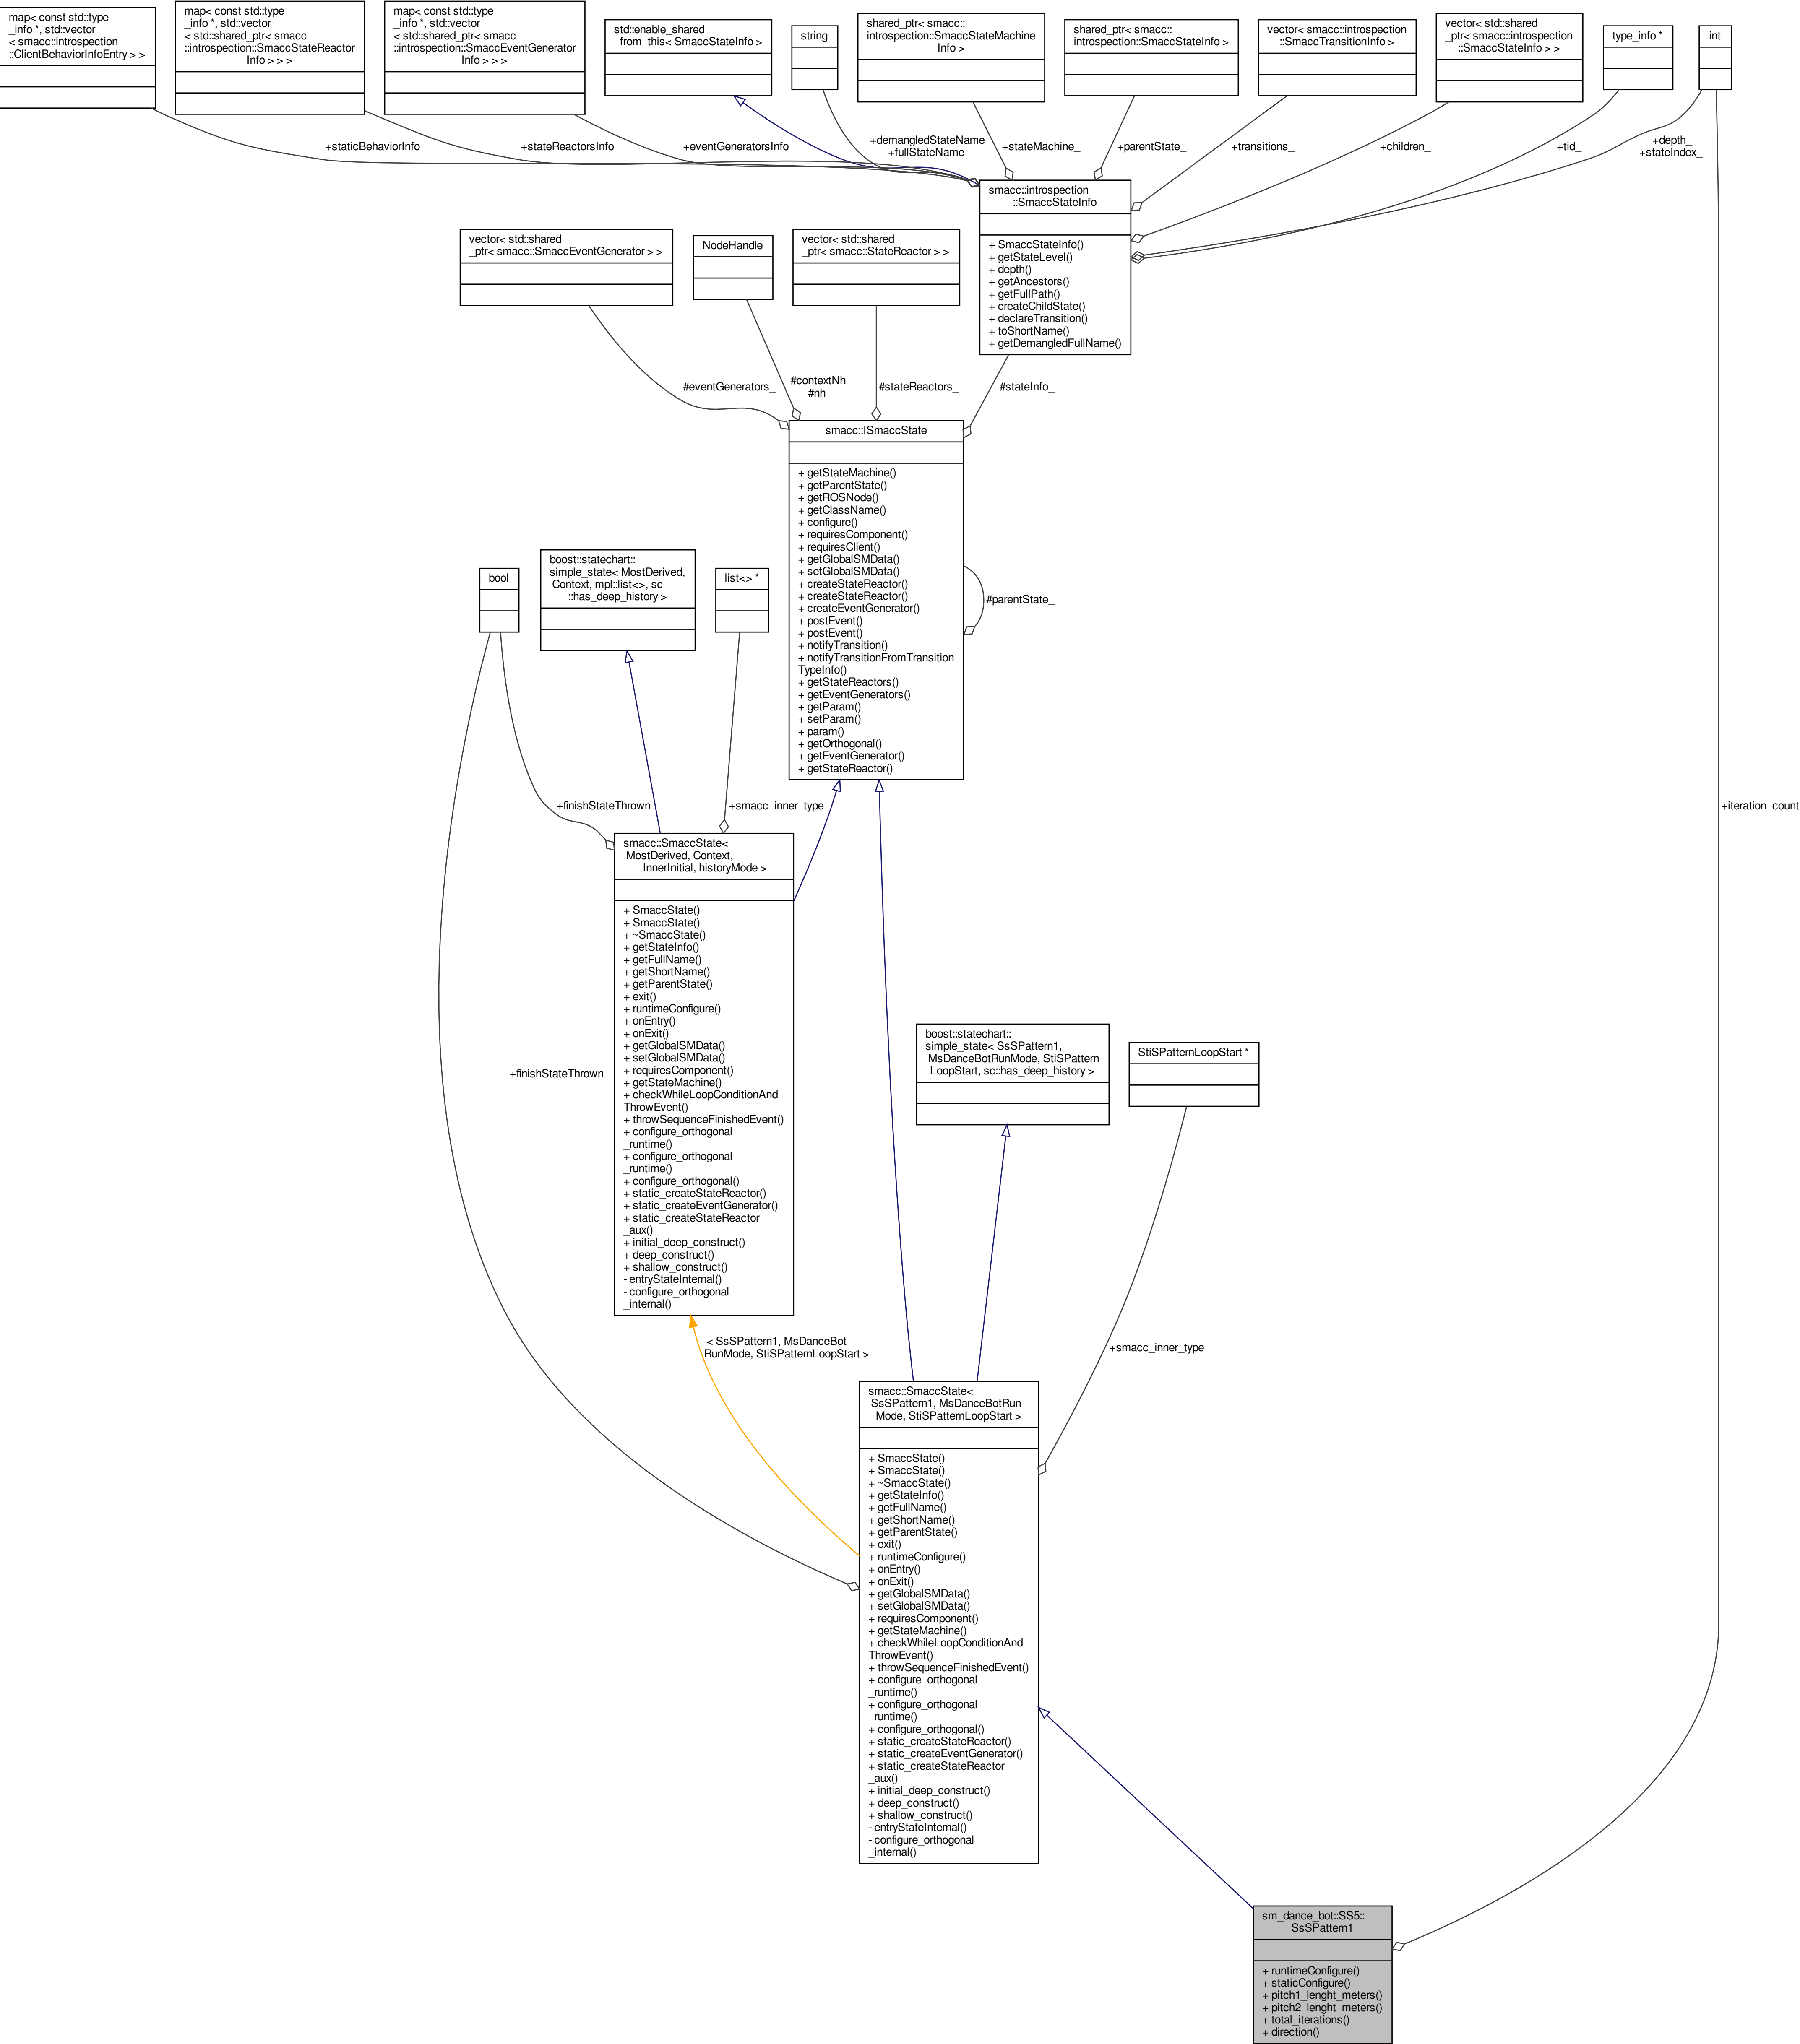 map< const std::type
_info *, std::vector
< smacc::introspection
::ClientBehaviorInfoEntry > >
map< const std::type
_info *, std::vector
< std::shared_ptr< smacc
::introspection::SmaccStateReactor
Info > > >
map< const std::type
_info *, std::vector
< std::shared_ptr< smacc
::introspection::SmaccEventGenerator
Info > > >
std::enable_shared
_from_this< SmaccStateInfo >
string
shared_ptr< smacc::
introspection::SmaccStateMachine
Info >
shared_ptr< smacc::
introspection::SmaccStateInfo >
vector< smacc::introspection
::SmaccTransitionInfo >
vector< std::shared
_ptr< smacc::introspection
::SmaccStateInfo > >
type_info *
int
+staticBehaviorInfo
+stateReactorsInfo
+eventGeneratorsInfo
+demangledStateName
+fullStateName
+stateMachine_
+parentState_
+transitions_
+children_
+tid_
+depth_
+stateIndex_
smacc::introspection
::SmaccStateInfo
+ SmaccStateInfo()
+ getStateLevel()
+ depth()
+ getAncestors()
+ getFullPath()
+ createChildState()
+ declareTransition()
+ toShortName()
+ getDemangledFullName()
vector< std::shared
_ptr< smacc::SmaccEventGenerator > >
NodeHandle
vector< std::shared
_ptr< smacc::StateReactor > >
#eventGenerators_
#contextNh
#nh
#stateReactors_
#stateInfo_
smacc::ISmaccState
+ getStateMachine()
+ getParentState()
+ getROSNode()
+ getClassName()
+ configure()
+ requiresComponent()
+ requiresClient()
+ getGlobalSMData()
+ setGlobalSMData()
+ createStateReactor()
+ createStateReactor()
+ createEventGenerator()
+ postEvent()
+ postEvent()
+ notifyTransition()
+ notifyTransitionFromTransition
TypeInfo()
+ getStateReactors()
+ getEventGenerators()
+ getParam()
+ setParam()
+ param()
+ getOrthogonal()
+ getEventGenerator()
+ getStateReactor()
#parentState_
bool
boost::statechart::
simple_state< MostDerived,
Context, mpl::list<>, sc
::has_deep_history >
list<> *
+finishStateThrown
+smacc_inner_type
+iteration_count
smacc::SmaccState<
MostDerived, Context,
InnerInitial, historyMode >
+ SmaccState()
+ SmaccState()
+ ~SmaccState()
+ getStateInfo()
+ getFullName()
+ getShortName()
+ getParentState()
+ exit()
+ runtimeConfigure()
+ onEntry()
+ onExit()
+ getGlobalSMData()
+ setGlobalSMData()
+ requiresComponent()
+ getStateMachine()
+ checkWhileLoopConditionAnd
ThrowEvent()
+ throwSequenceFinishedEvent()
+ configure_orthogonal
_runtime()
+ configure_orthogonal
_runtime()
+ configure_orthogonal()
+ static_createStateReactor()
+ static_createEventGenerator()
+ static_createStateReactor
_aux()
+ initial_deep_construct()
+ deep_construct()
+ shallow_construct()
- entryStateInternal()
- configure_orthogonal
_internal()
+finishStateThrown
boost::statechart::
simple_state< SsSPattern1,
MsDanceBotRunMode, StiSPattern
LoopStart, sc::has_deep_history >
StiSPatternLoopStart *
< SsSPattern1, MsDanceBot
RunMode, StiSPatternLoopStart >
+smacc_inner_type
smacc::SmaccState<
SsSPattern1, MsDanceBotRun
Mode, StiSPatternLoopStart >
+ SmaccState()
+ SmaccState()
+ ~SmaccState()
+ getStateInfo()
+ getFullName()
+ getShortName()
+ getParentState()
+ exit()
+ runtimeConfigure()
+ onEntry()
+ onExit()
+ getGlobalSMData()
+ setGlobalSMData()
+ requiresComponent()
+ getStateMachine()
+ checkWhileLoopConditionAnd
ThrowEvent()
+ throwSequenceFinishedEvent()
+ configure_orthogonal
_runtime()
+ configure_orthogonal
_runtime()
+ configure_orthogonal()
+ static_createStateReactor()
+ static_createEventGenerator()
+ static_createStateReactor
_aux()
+ initial_deep_construct()
+ deep_construct()
+ shallow_construct()
- entryStateInternal()
- configure_orthogonal
_internal()
sm_dance_bot::SS5::
SsSPattern1
+ runtimeConfigure()
+ staticConfigure()
+ pitch1_lenght_meters()
+ pitch2_lenght_meters()
+ total_iterations()
+ direction()